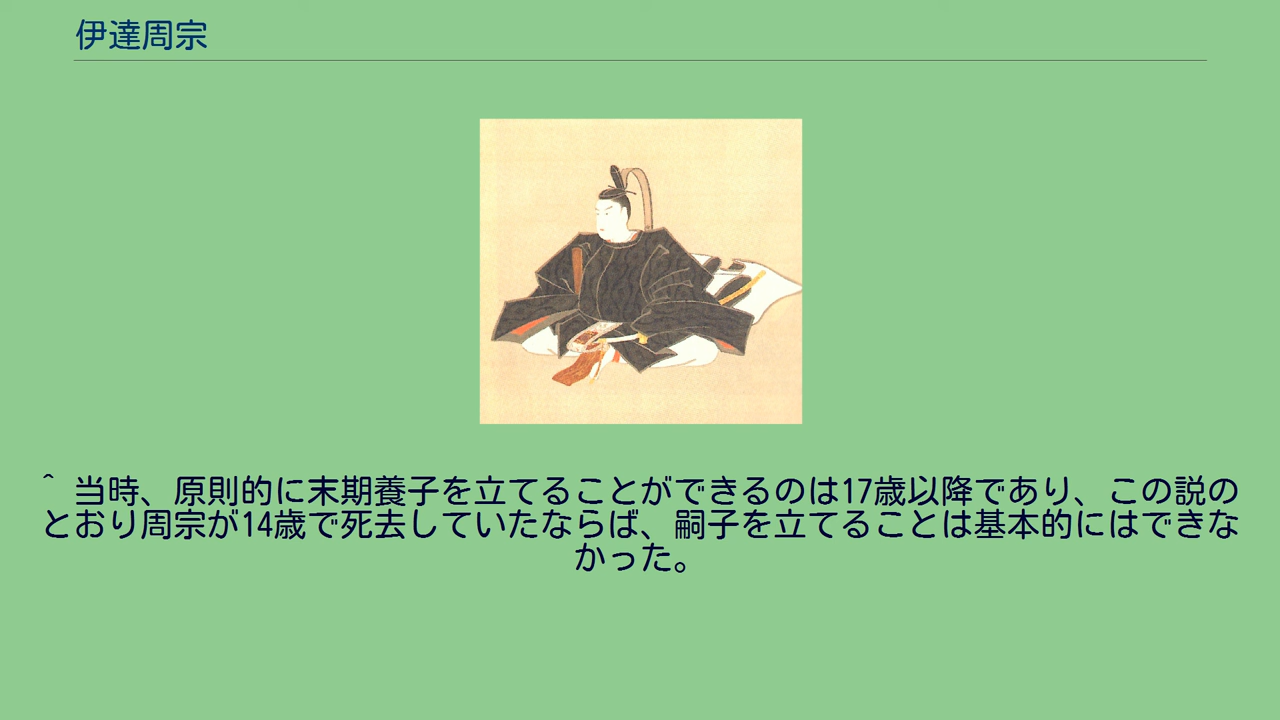 伊達周宗
^ 当時、原則的に末期養子を立てることができるのは17歳以降であり、この説の
とおり周宗が14歳で死去していたならば、嗣子を立てることは基本的にはできな
かった。